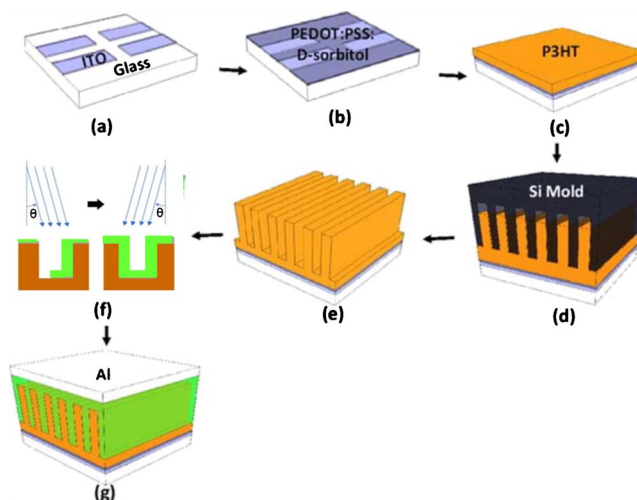 ITO
Glass
(a)
PEDOT:PSS:
D-sorbitol
(b)
P3HT
(c)
Si Mold
(d)
(e)
θ
θ
(f)
Al
(g)